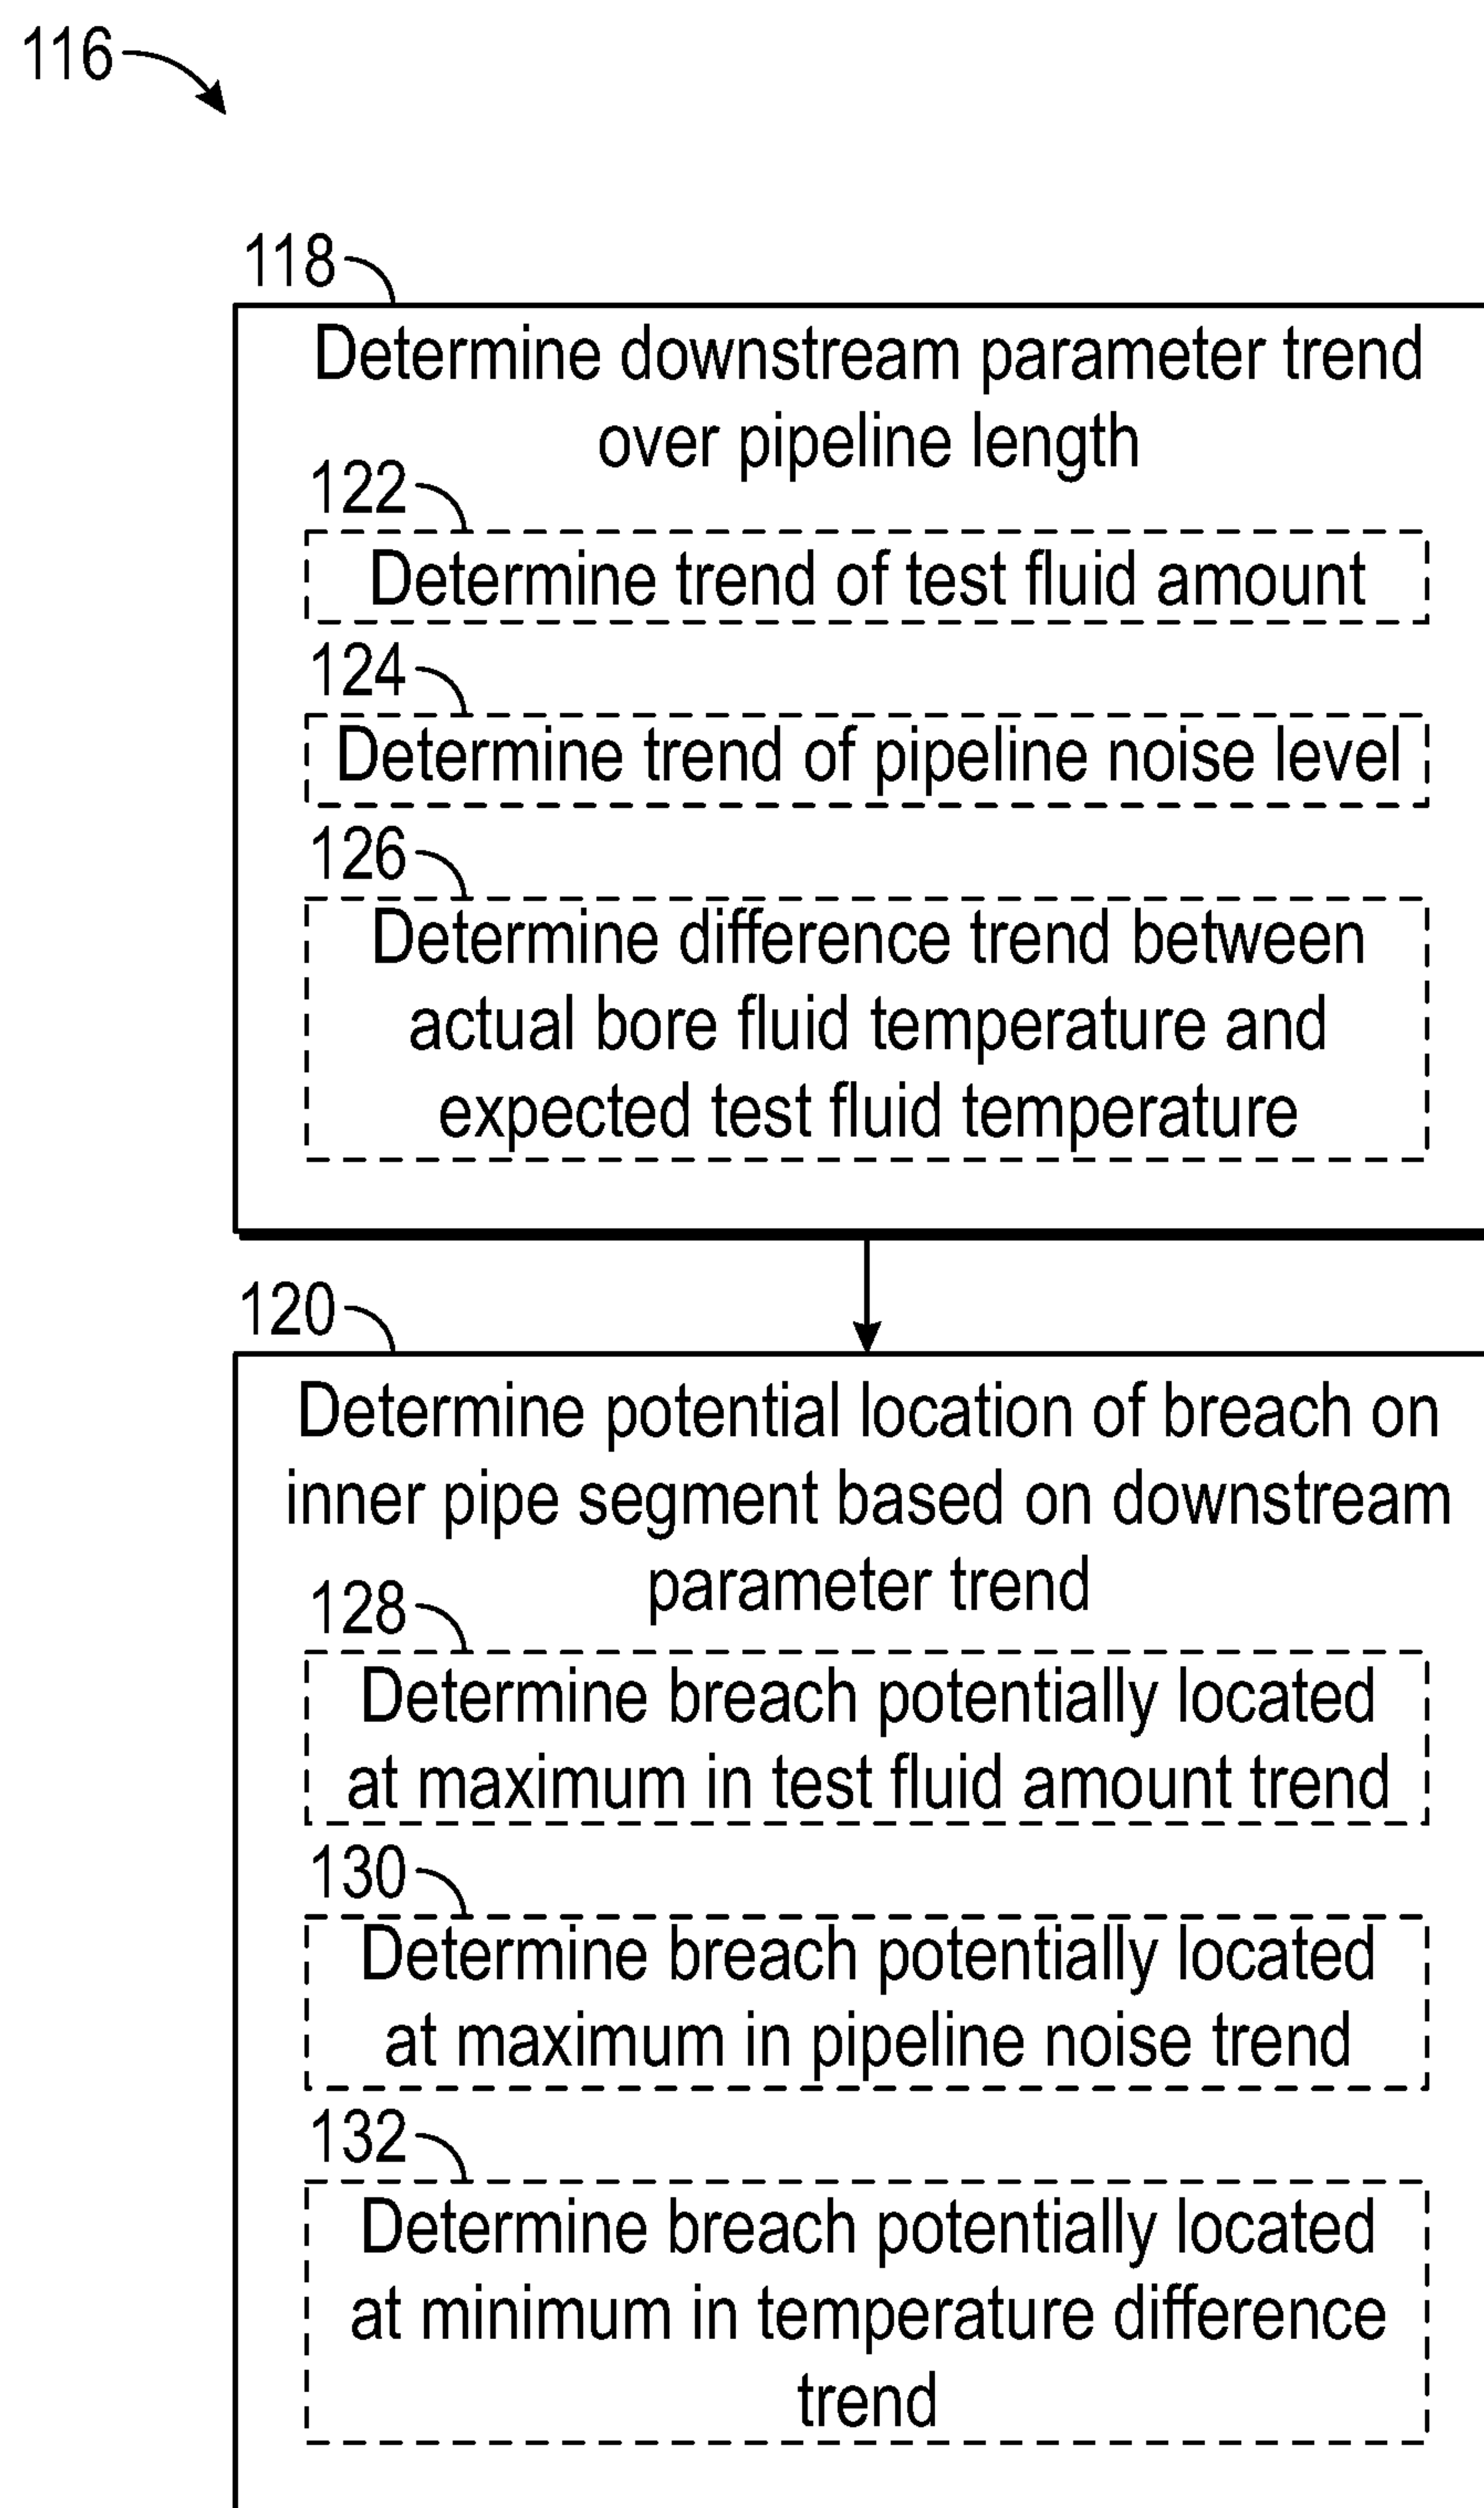 116
118
Determine downstream parameter trend
over pipeline length
122
Determine trend of test fluid amount
124
Determine trend of pipeline noise level
126
Determine difference trend between
actual bore fluid temperature and
expected test fluid temperature
120
Determine potential location of breach on
inner pipe segment based on downstream
parameter trend
128
Determine breach potentially located
at maximum in test fluid amount trend
130
Determine breach potentially located
at maximum in pipeline noise trend
132
Determine breach potentially located
at minimum in temperature difference
trend